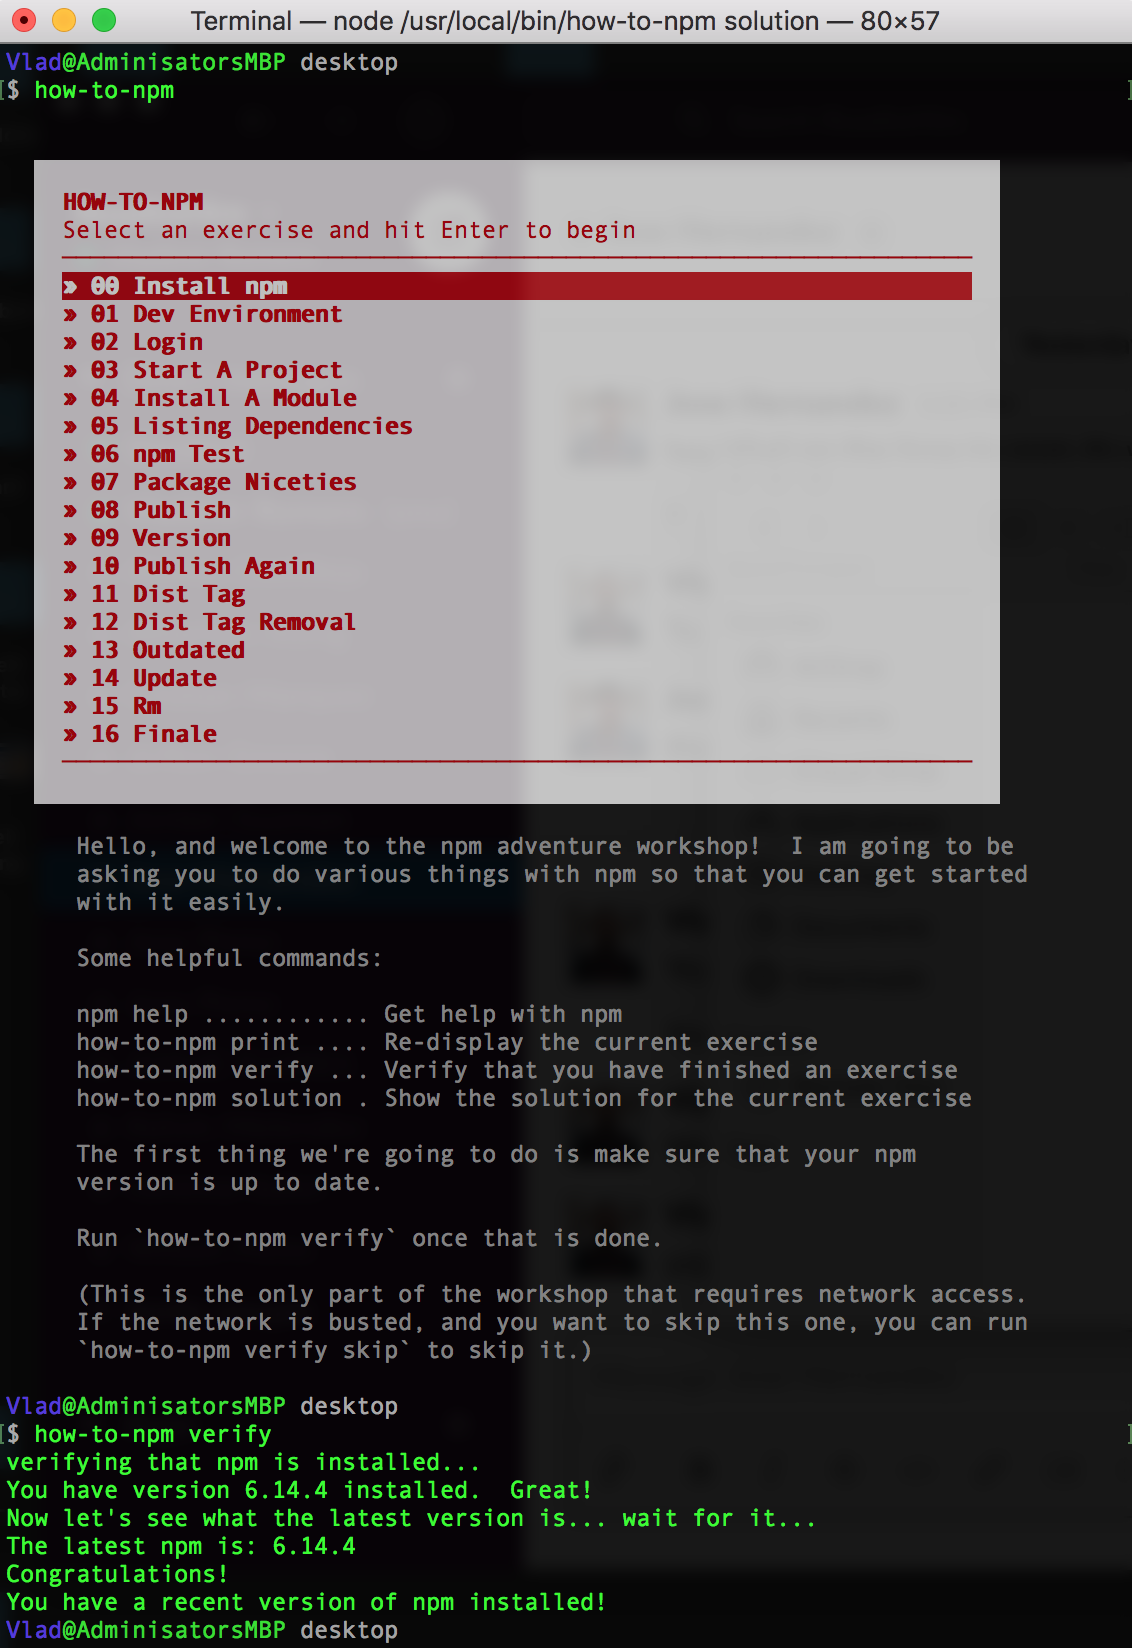 Terminal — node /usr/local/bin/how-to-npm solution — 80×57
Vlad@AdminisatorsMBP desktop
[$ how-to-npm ]
HOW-TO-NPM
Select an exercise and hit Enter to begin
» 00 Install npm
» 01 Dev Environment
» 02 Login
» 03 Start A Project
» 04 Install A Module
» 05 Listing Dependencies
» 06 npm Test
» 07 Package Niceties
» 08 Publish
» 09 Version
» 10 Publish Again
» 11 Dist Tag
» 12 Dist Tag Removal
» 13 Outdated
» 14 Update
» 15 Rm
» 16 Finale
Hello, and welcome to the npm adventure workshop!  I am going to be
asking you to do various things with npm so that you can get started
with it easily.
Some helpful commands:
npm help ............ Get help with npm
how-to-npm print .... Re-display the current exercise
how-to-npm verify ... Verify that you have finished an exercise
how-to-npm solution . Show the solution for the current exercise
The first thing we're going to do is make sure that your npm
version is up to date.
Run `how-to-npm verify` once that is done.
(This is the only part of the workshop that requires network access.
If the network is busted, and you want to skip this one, you can run
`how-to-npm verify skip` to skip it.)
Vlad@AdminisatorsMBP desktop
[$ how-to-npm verify ]
verifying that npm is installed...
You have version 6.14.4 installed.  Great!
Now let's see what the latest version is... wait for it...
The latest npm is: 6.14.4
Congratulations!
You have a recent version of npm installed!
Vlad@AdminisatorsMBP desktop